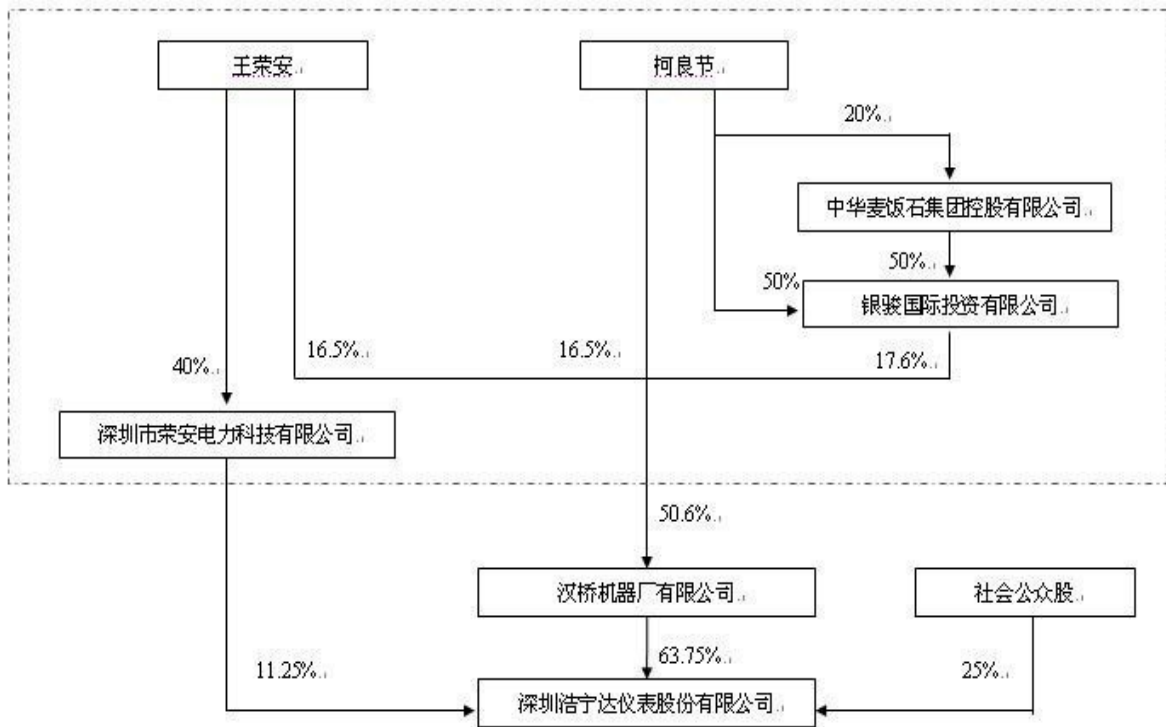 王荣安
柯良节
20%
中华麦饭石集团控股有限公司
50%
50%
银骏国际投资有限公司
16.5%
16.5%
17.6%
40%
深圳市荣安电力科技有限公司
50.6%
汉桥机器厂有限公司
社会公众股
11.25%
63.75%
25%
深圳浩宁达仪表股份有限公司